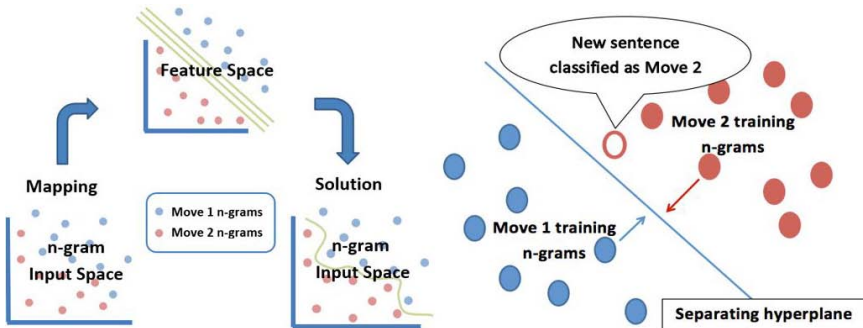 Feature Space
Mapping
Solution
Move 1 n-grams
Move 2 n-grams
n-gram
Input Space
n-gram
Input Space
New sentence
classified as Move 2
Move 2 training
n-grams
Move 1 training
n-grams
Separating hyperplane